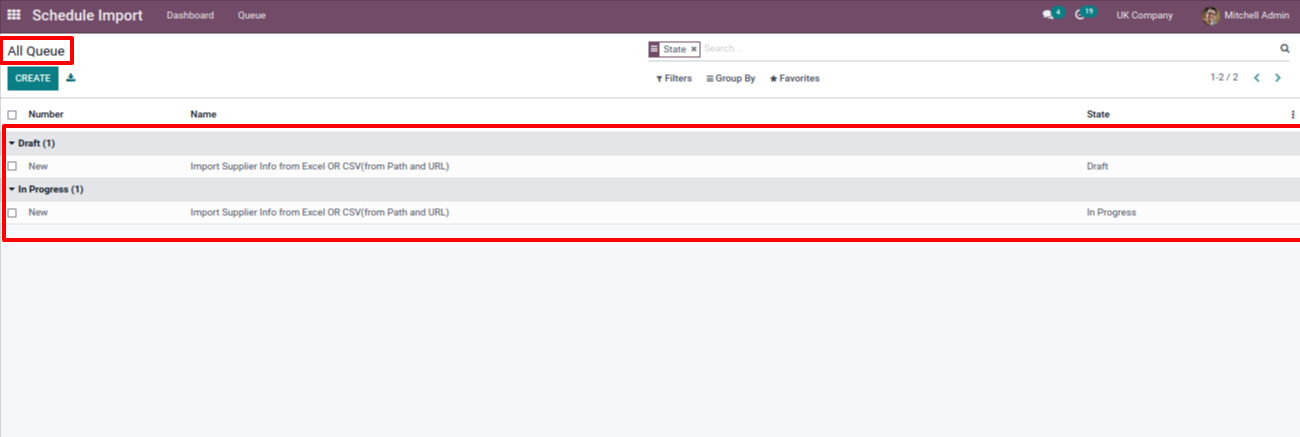 Schedule Import Dashboard Queue 4 19 UK Company Mitchell Admin
All Queue State × Search...
CREATE Filters Group By Favorites 1-2 / 2
Number Name State
Draft (1)
New Import Supplier Info from Excel OR CSV(from Path and URL) Draft
In Progress (1)
New Import Supplier Info from Excel OR CSV(from Path and URL) In Progress